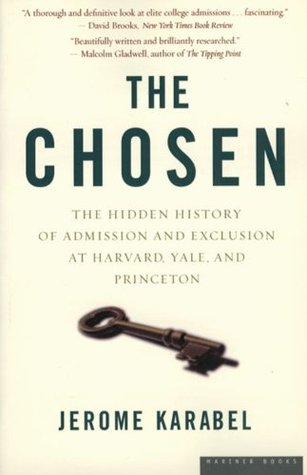 "A thorough and definitive look at elite college admissions . . . fascinating."
— David Brooks, New York Times Book Review
"Beautifully written and brilliantly researched."
— Malcolm Gladwell, author of The Tipping Point
THE
CHOSEN
THE HIDDEN HISTORY
OF ADMISSION AND EXCLUSION
AT HARVARD, YALE, AND
PRINCETON
JEROME KARABEL
MARINER BOOKS